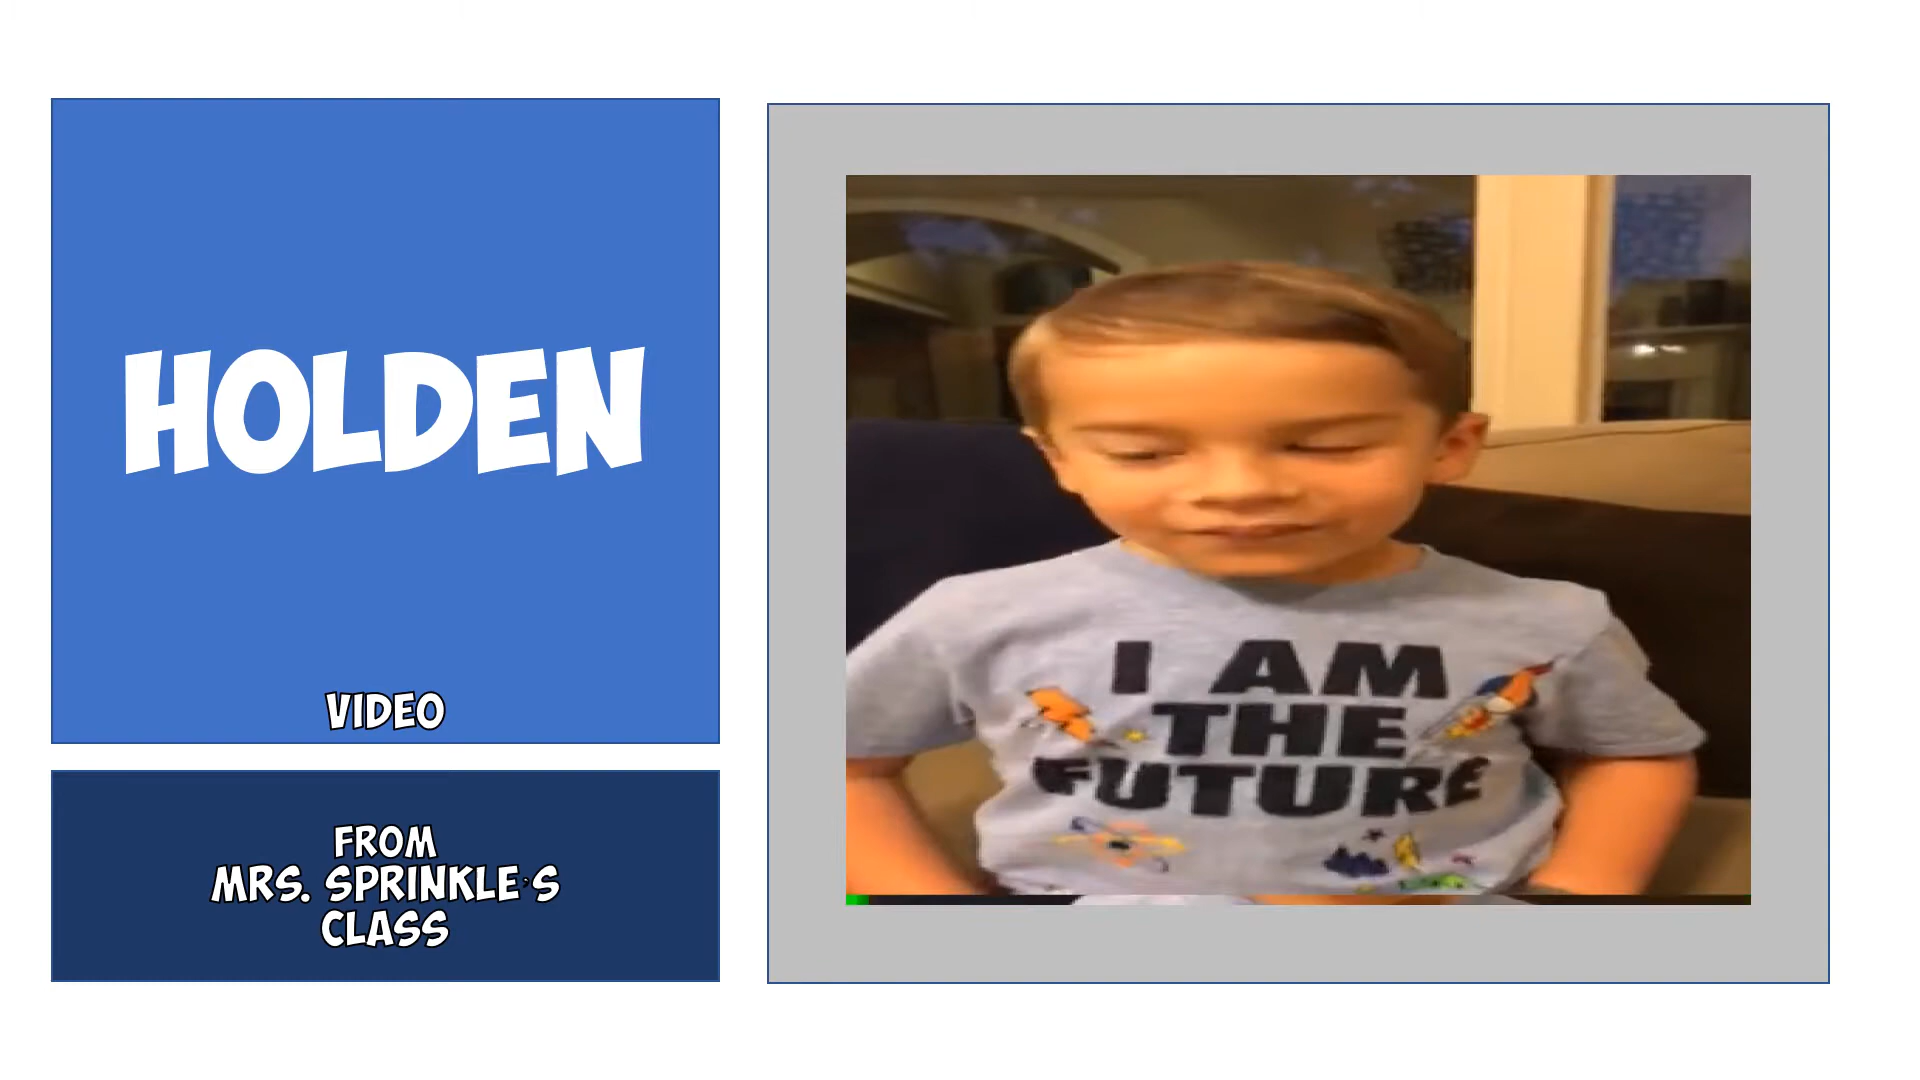 HOLDEN
VIDEO
FROM
MRS. SPRINKLE'S
CLASS
I AM
THE
FUTURE